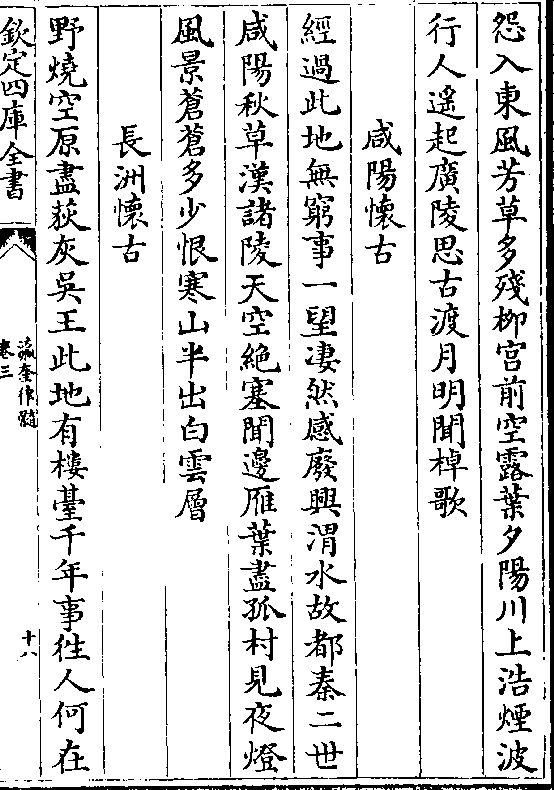 怨入東風芳草多殘柳宫前空露葉夕陽川上浩煙波
行人遥起廣陵思古渡月明聞棹歌
咸陽懷古
經過此地無窮事一望凄然感廢興渭水故都秦二世
咸陽秋草漢諸陵天空絶塞聞邊雁葉盡孤村見夜燈
風景蒼蒼多少恨寒山半出白雲層
長洲懷古
野燒空原盡荻灰吳王此地有樓臺千年事徃人何在
欽定四庫全書
瀛奎律髓
卷三
十八